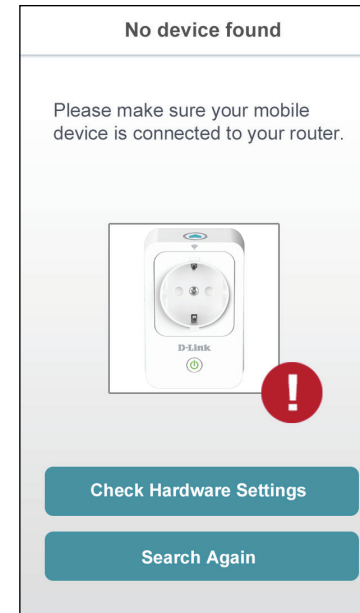 No device found
Please make sure your mobile
device is connected to your router.
D-Link
Check Hardware Settings
Search Again